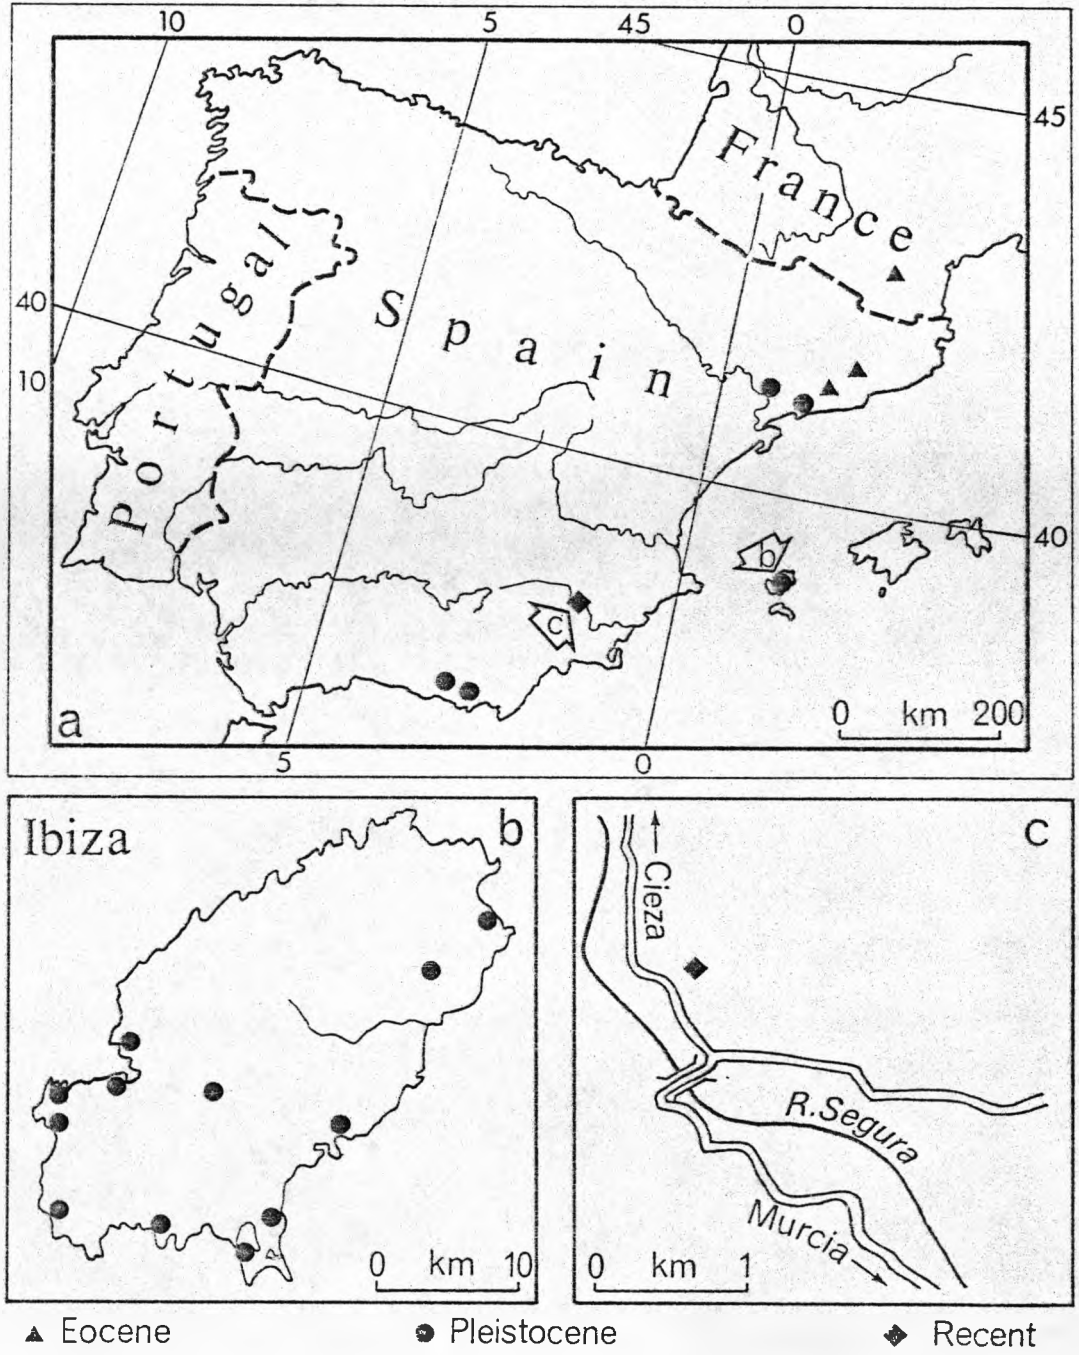 10 5 45 0
45
France
Portugal
40
Spain
10
40
b
c
a
0 km 200
5 0
Ibiza b
0 km 10
c
Cieza
R.Segura
Murcia
0 km 1
Eocene Pleistocene Recent